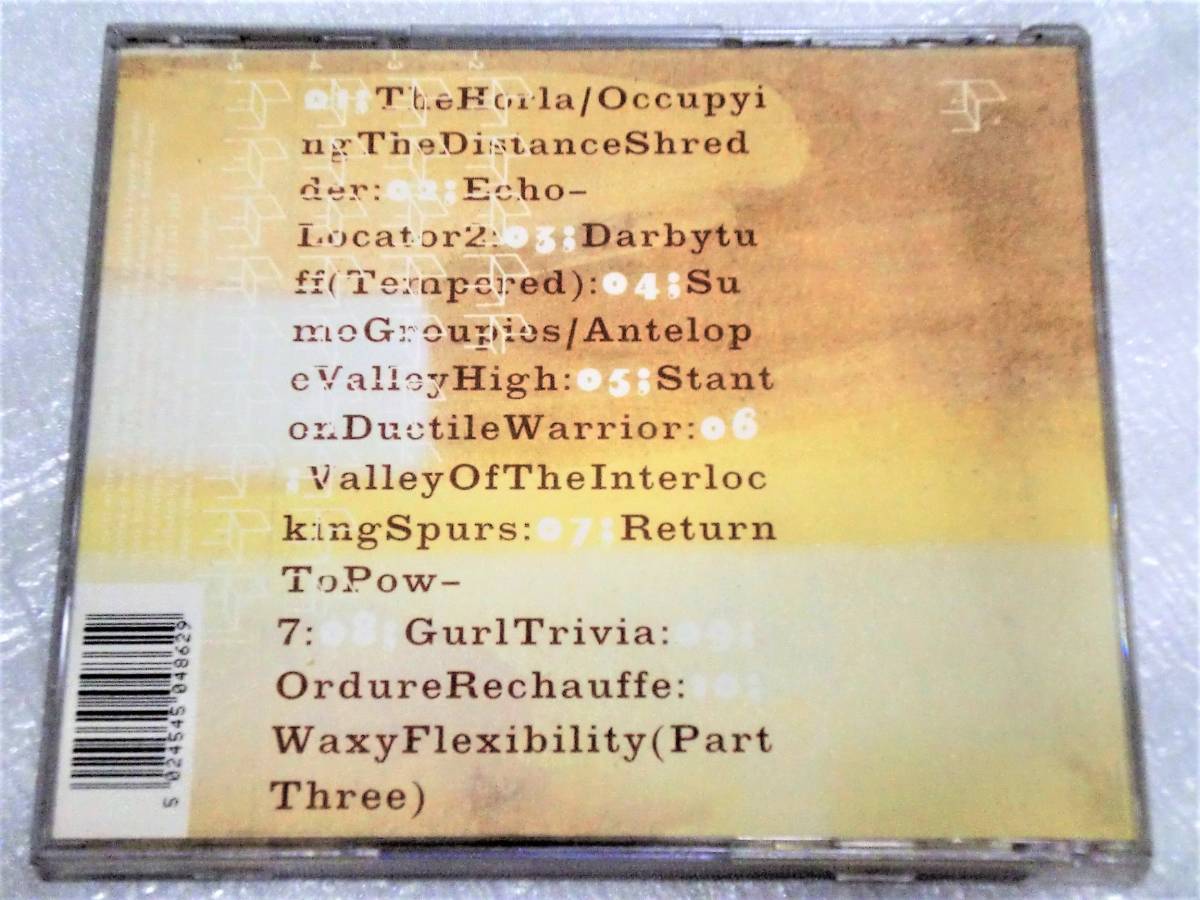 01;TheHorla/Occupyi
ngTheDistanceShred
der:02;Echo-
Locator2:03;Darbytu
ff(Tempered):04;Su
moGroupies/Antelop
eValleyHigh:05;Stant
onDuctileWarrior:06
;ValleyOfTheInterloc
kingSpurs:07;Return
ToPow-
7:08;GurlTrivia:09;
OrdureRechauffe:10;
WaxyFlexibility(Part
Three)
5 024545 048629